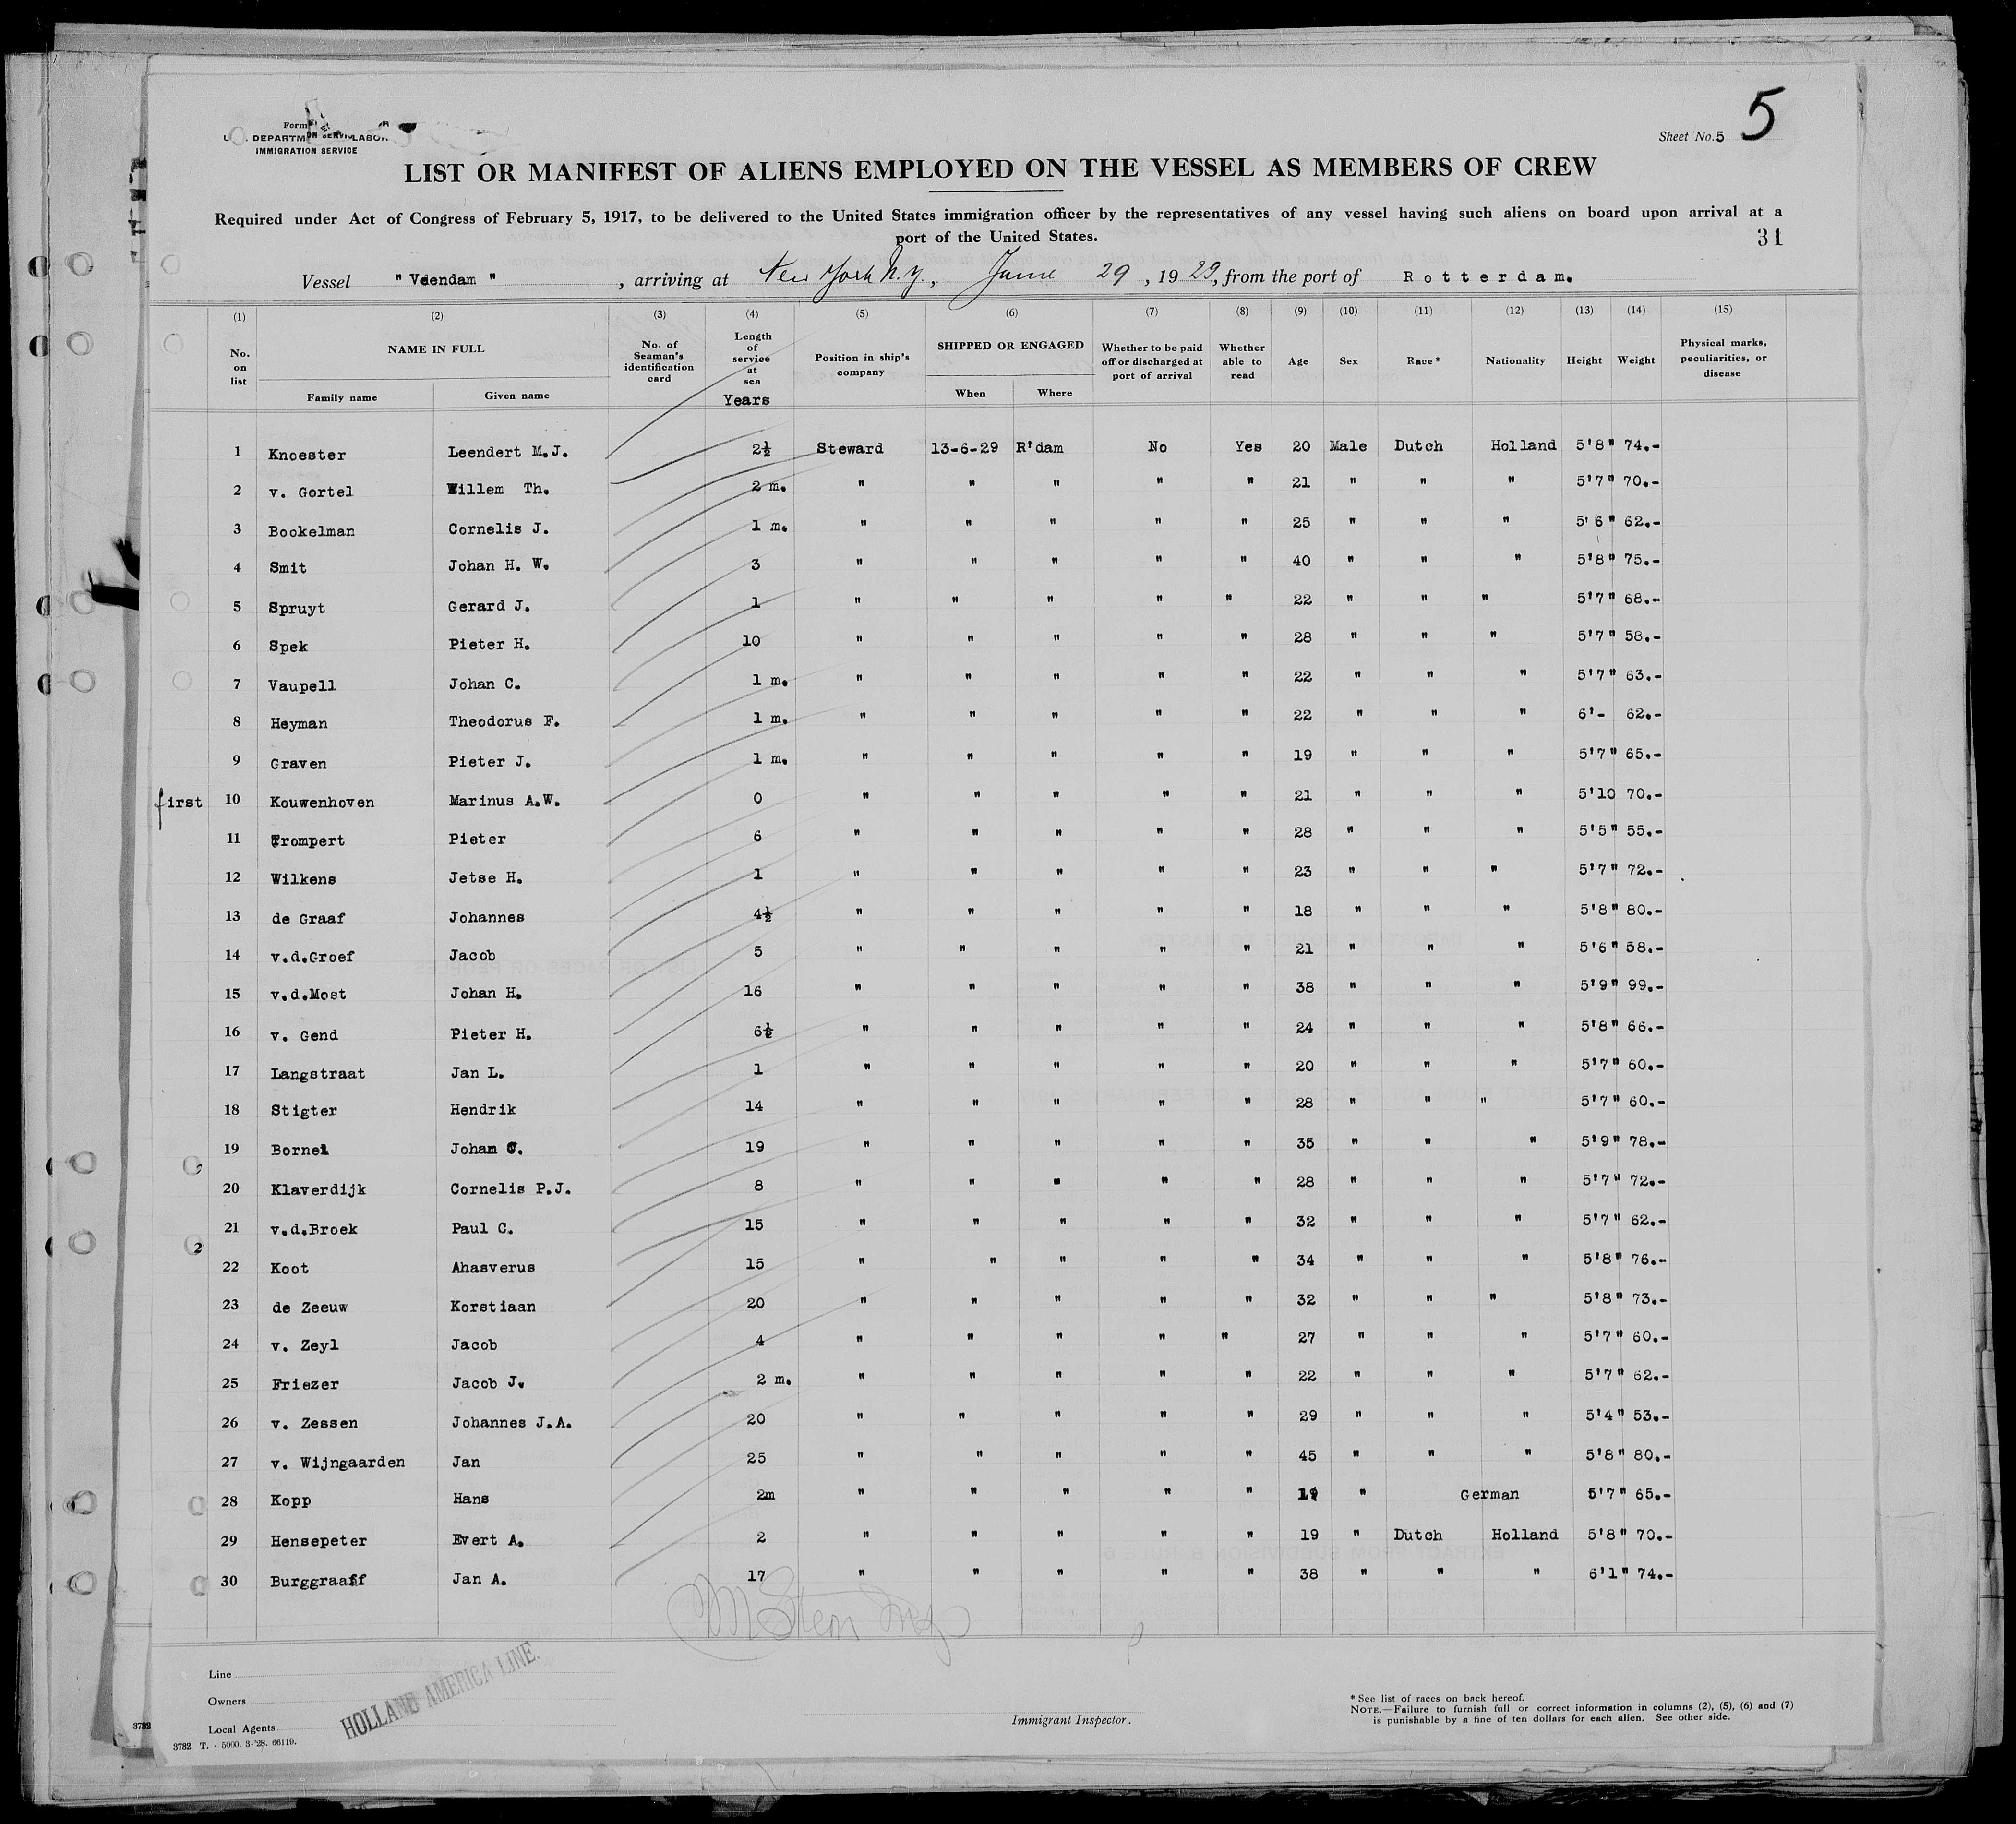 Form
DEPARTM LABOR
IMMIGRATION SERVICE
Sheet No. 5 5
LIST OR MANIFEST OF ALIENS EMPLOYED ON THE VESSEL AS MEMBERS OF CREW
Required under Act of Congress of February 5, 1917, to be delivered to the United States immigration officer by the representatives of any vessel having such aliens on board upon arrival at a
port of the United States.
31
Vessel " Veendam " , arriving at New York N.Y., June 29 , 19 29, from the port of Rotterdam.
(1) (2) (3) (4) (5) (6) (7) (8) (9) (10) (11) (12) (13) (14) (15)
No. on list NAME IN FULL Family name Given name No. of Seaman's identification card Length of service at sea Years Position in ship's company SHIPPED OR ENGAGED When Where Whether to be paid off or discharged at port of arrival Whether able to read Age Sex Race* Nationality Height Weight Physical marks, peculiarities, or disease
1 Knoester Leendert M.J. 2½ Steward 13-6-29 R'dam No Yes 20 Male Dutch Holland 5'8" 74.-
2 v. Gortel Willem Th. 2 m. " " " " " 21 " " " 5'7" 70.-
3 Bookelman Cornelis J. 1 m. " " " " " 25 " " " 5'6" 62.-
4 Smit Johan H. W. 3 " " " " " 40 " " " 5'8" 75.-
5 Spruyt Gerard J. 1 " " " " " 22 " " " 5'7" 68.-
6 Spek Pieter H. 10 " " " " " 28 " " " 5'7" 58.-
7 Vaupell Johan C. 1 m. " " " " " 22 " " " 5'7" 63.-
8 Heyman Theodorus F. 1 m. " " " " " 22 " " " 6'- 62.-
9 Graven Pieter J. 1 m. " " " " " 19 " " " 5'7" 65.-
first 10 Kouwenhoven Marinus A.W. 0 " " " " " 21 " " " 5'10 70.-
11 Trompert Pieter 6 " " " " " 28 " " " 5'5" 55.-
12 Wilkens Jetse H. 1 " " " " " 23 " " " 5'7" 72.-
13 de Graaf Johannes 4½ " " " " " 18 " " " 5'8" 80.-
14 v.d.Groef Jacob 5 " " " " " 21 " " " 5'6" 58.-
15 v.d.Most Johan H. 16 " " " " " 38 " " " 5'9" 99.-
16 v. Gend Pieter H. 6½ " " " " " 24 " " " 5'8" 66.-
17 Langstraat Jan L. 1 " " " " " 20 " " " 5'7" 60.-
18 Stigter Hendrik 14 " " " " " 28 " " " 5'7" 60.-
19 Bornei Johan C. 19 " " " " " 35 " " " 5'9" 78.-
20 Klaverdijk Cornelis P.J. 8 " " " " " 28 " " " 5'7" 72.-
21 v.d.Broek Paul C. 15 " " " " " 32 " " " 5'7" 62.-
2
22 Koot Ahasverus 15 " " " " " 34 " " " 5'8" 76.-
23 de Zeeuw Korstiaan 20 " " " " " 32 " " " 5'8" 73.-
24 v. Zeyl Jacob 4 " " " " " 27 " " " 5'7" 60.-
25 Friezer Jacob J. 2 m. " " " " " 22 " " " 5'7" 62.-
26 v. Zessen Johannes J.A. 20 " " " " " 29 " " " 5'4" 53.-
27 v. Wijngaarden Jan 25 " " " " " 45 " " " 5'8" 80.-
28 Kopp Hans 2m " " " " " 19 " German 5'7" 65.-
29 Hensepeter Evert A. 2 " " " " " 19 " Dutch Holland 5'8" 70.-
30 Burggraaff Jan A. 17 " " " " " 38 " " " 6'1" 74.-
Line
Owners
Local Agents
HOLLAND AMERICA LINE.
3782
3782 T. - 5000. 3-'28. 66119.
Immigrant Inspector.
* See list of races on back hereof.
NOTE.—Failure to furnish full or correct information in columns (2), (5), (6) and (7)
is punishable by a fine of ten dollars for each alien. See other side.